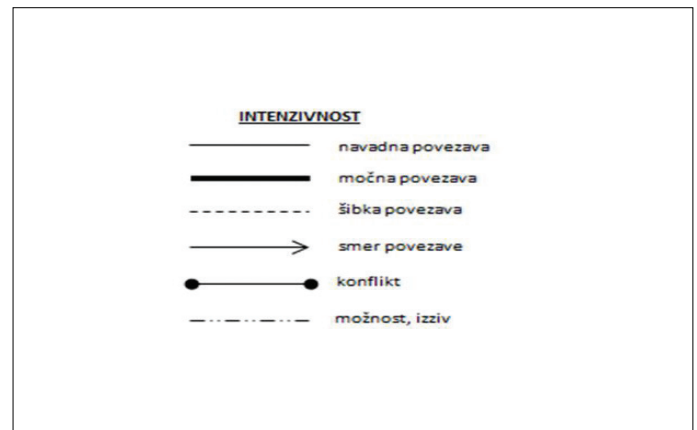 INTENZIVNOST
navadna povezava
močna povezava
šibka povezava
smer povezave
konflikt
možnost, izziv